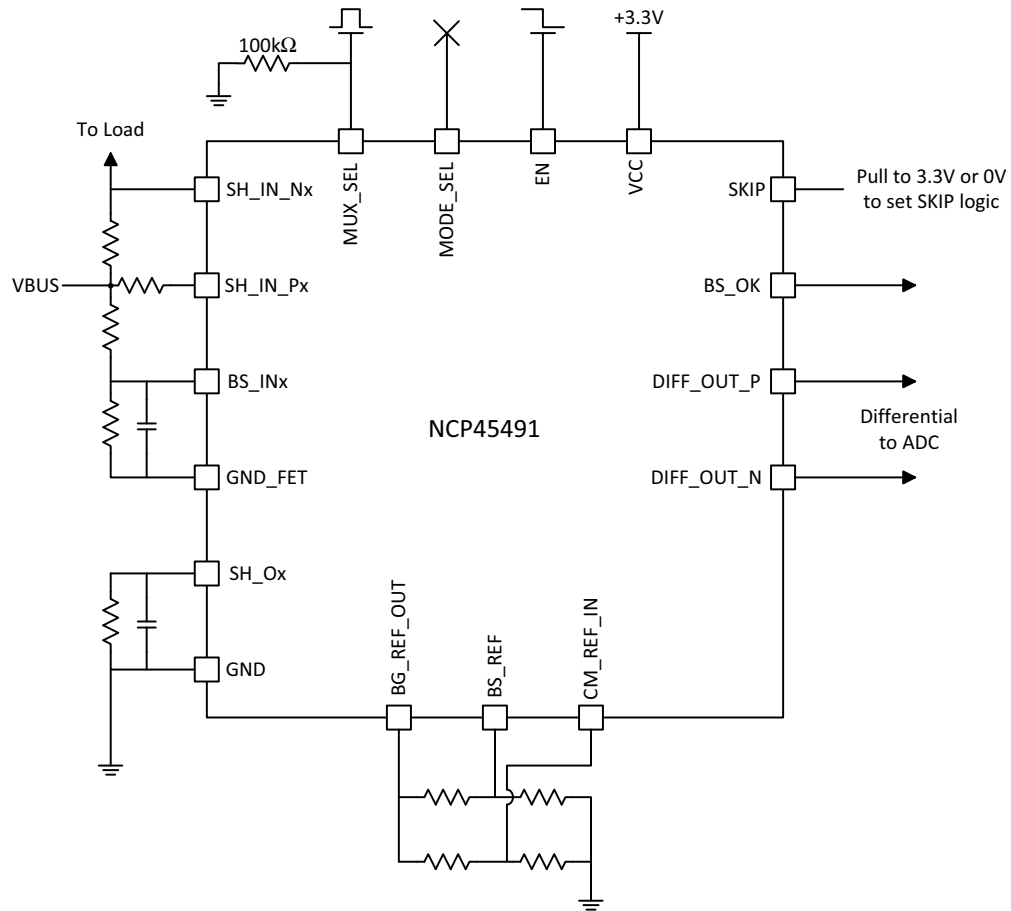 +3.3V
100kΩ
To Load
MUX_SEL
MODE_SEL
EN
VCC
SH_IN_Nx
SKIP
Pull to 3.3V or 0V
to set SKIP logic
VBUS
SH_IN_Px
BS_OK
BS_INx
DIFF_OUT_P
Differential
to ADC
NCP45491
GND_FET
DIFF_OUT_N
SH_Ox
GND
BG_REF_OUT
BS_REF
CM_REF_IN